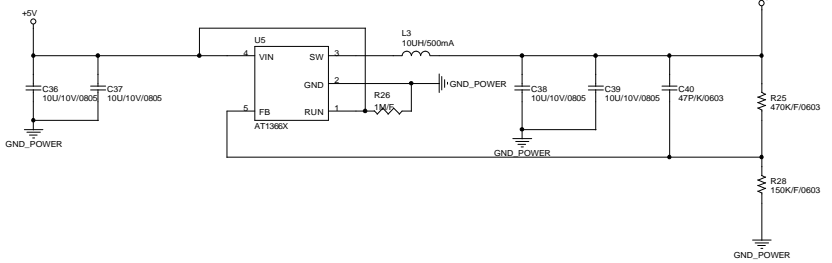 +5V
U5
L3
10UH/500mA
4
VIN
SW
3
C36
10U/10V/0805
C37
10U/10V/0805
GND
2
GND_POWER
C38
10U/10V/0805
C39
10U/10V/0805
C40
47P/K/0603
R26
1M/F
R25
470K/F/0603
5
FB
RUN
1
AT1366X
GND_POWER
GND_POWER
R28
150K/F/0603
GND_POWER